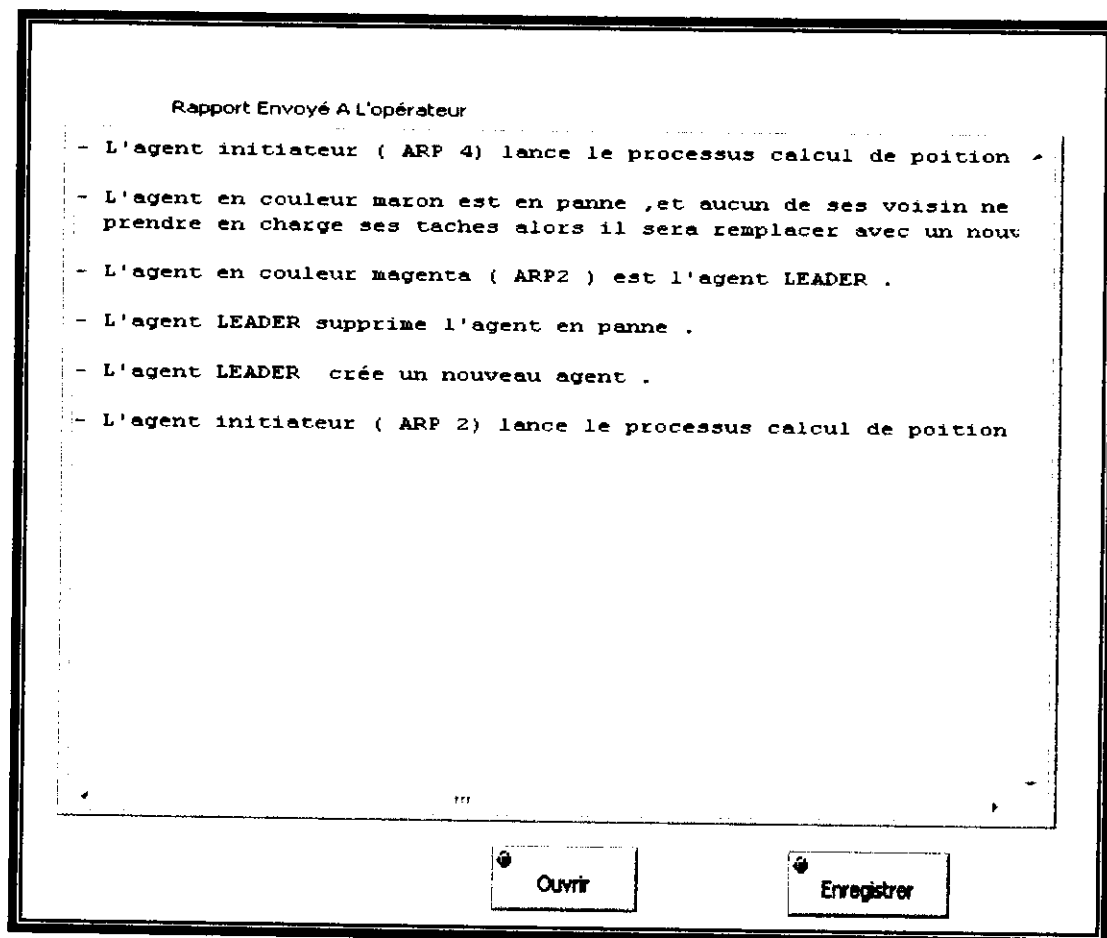 Rapport Envoyé A L'opérateur
- L'agent initiateur ( ARP 4) lance le processus calcul de poition
- L'agent en couleur maron est en panne ,et aucun de ses voisin ne
prendre en charge ses taches alors il sera remplacer avec un nouv
- L'agent en couleur magenta ( ARP2 ) est l'agent LEADER .
- L'agent LEADER supprime l'agent en panne .
- L'agent LEADER crée un nouveau agent .
- L'agent initiateur ( ARP 2) lance le processus calcul de poition
Ouvrir
Enregistrer